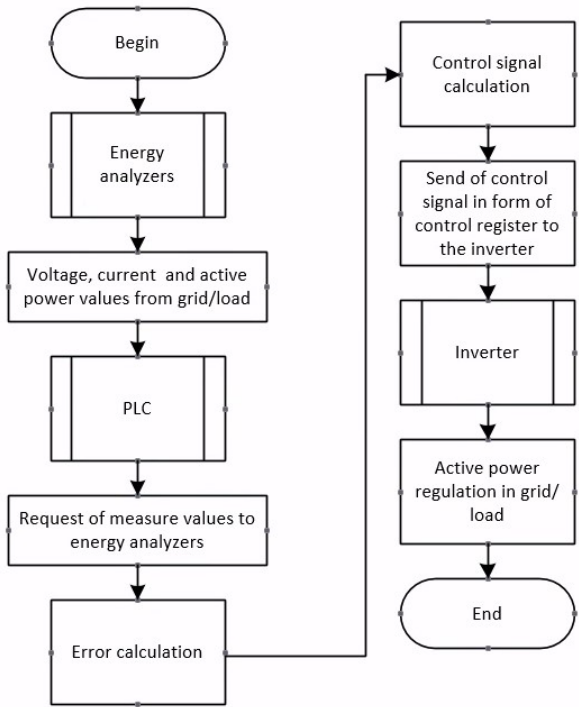 Begin
Energy
analyzers
Voltage, current and active
power values from grid/load
PLC
Request of measure values to
energy analyzers
Error calculation
Control signal
calculation
Send of control
signal in form of
control register to
the inverter
Inverter
Active power
regulation in grid/
load
End